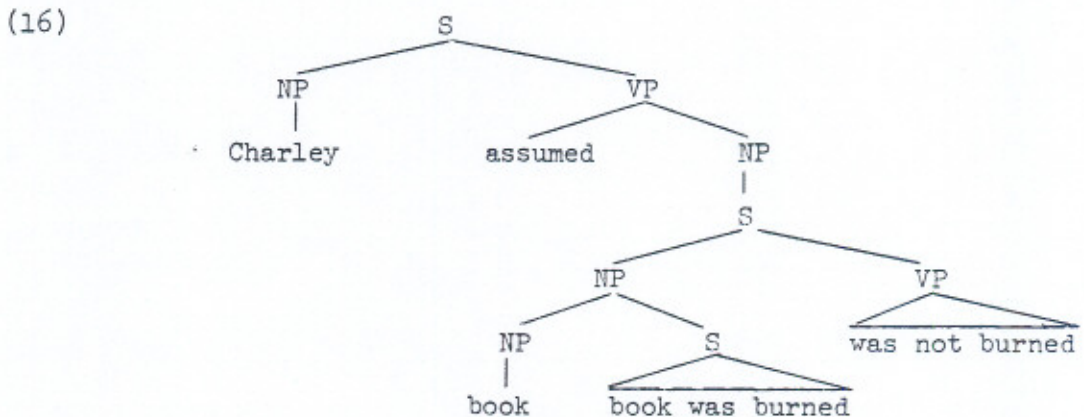 (16) S
NP VP
Charley assumed NP
S
NP VP
NP S was not burned
book book was burned